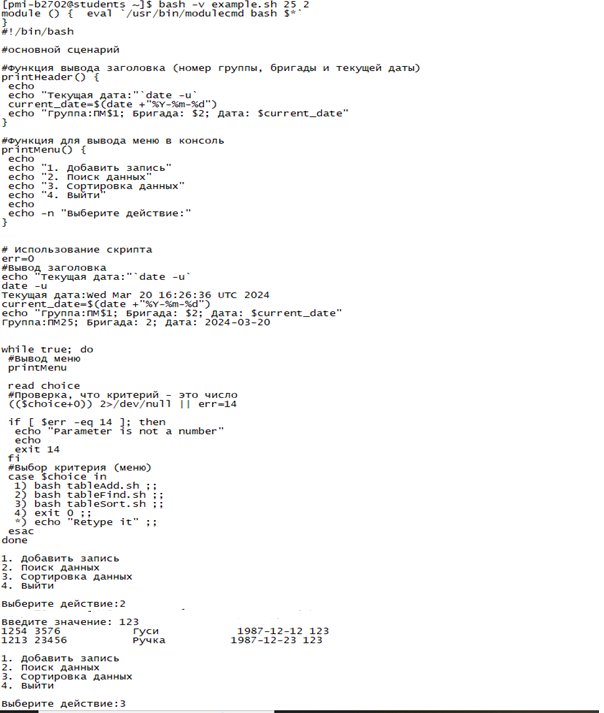 [pmi-b2702@students ~]$ bash -v example.sh 25 2
module () {  eval `/usr/bin/modulecmd bash $*`
}
#!/bin/bash
#основной сценарий
#Функция вывода заголовка (номер группы, бригады и текущей даты)
printHeader() {
echo
echo "Текущая дата:"`date -u`
current_date=$(date +"%Y-%m-%d")
echo "Группа:ПМ$1; Бригада: $2; Дата: $current_date"
}
#Функция для вывода меню в консоль
printMenu() {
echo
echo "1. Добавить запись"
echo "2. Поиск данных"
echo "3. Сортировка данных"
echo "4. Выйти"
echo
echo -n "Выберите действие:"
}
# Использование скрипта
err=0
#Вывод заголовка
echo "Текущая дата:"`date -u`
date -u
Текущая дата:Wed Mar 20 16:26:36 UTC 2024
current_date=$(date +"%Y-%m-%d")
echo "Группа:ПМ$1; Бригада: $2; Дата: $current_date"
Группа:ПМ25; Бригада: 2; Дата: 2024-03-20
while true; do
#Вывод меню
printMenu
read choice
#Проверка, что критерий - это число
(($choice+0)) 2>/dev/null || err=14
if [ $err -eq 14 ]; then
echo "Parameter is not a number"
echo
exit 14
fi
#Выбор критерия (меню)
case $choice in
1) bash tableAdd.sh ;;
2) bash tableFind.sh ;;
3) bash tableSort.sh ;;
4) exit 0 ;;
*) echo "Retype it" ;;
esac
done
1. Добавить запись
2. Поиск данных
3. Сортировка данных
4. Выйти
Выберите действие:2
Введите значение: 123
1254 3576 Гуси 1987-12-12 123
1213 23456 Ручка 1987-12-23 123
1. Добавить запись
2. Поиск данных
3. Сортировка данных
4. Выйти
Выберите действие:3